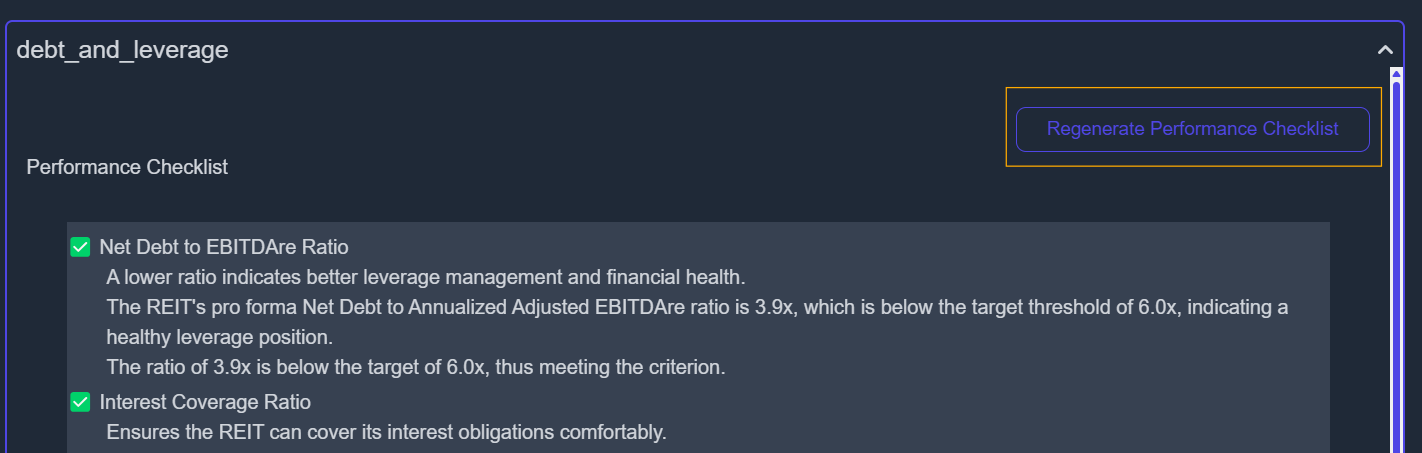 debt_and_leverage
Regenerate Performance Checklist
Performance Checklist
Net Debt to EBITDAre Ratio
A lower ratio indicates better leverage management and financial health.
The REIT's pro forma Net Debt to Annualized Adjusted EBITDAre ratio is 3.9x, which is below the target threshold of 6.0x, indicating a
healthy leverage position.
The ratio of 3.9x is below the target of 6.0x, thus meeting the criterion.
Interest Coverage Ratio
Ensures the REIT can cover its interest obligations comfortably.